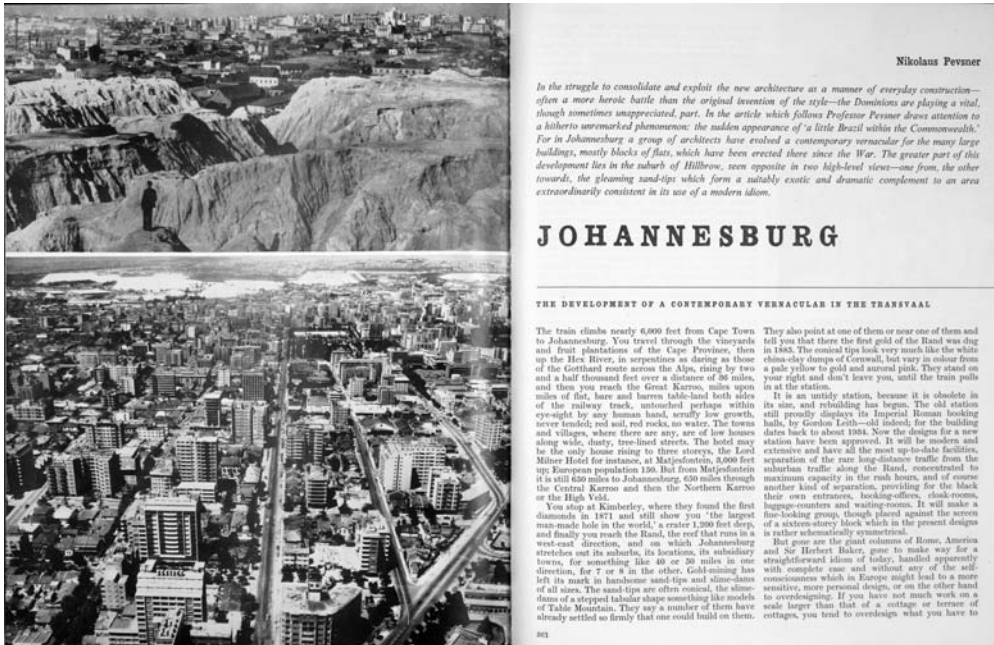 Nikolaus Pevsner
In the struggle to consolidate and exploit the new architecture as a manner of everyday construction—
often a more heroic battle than the original invention of the style—the Dominions are playing a vital,
though sometimes unappreciated, part. In the article which follows Professor Pevsner draws attention to
a hitherto unremarked phenomenon: the sudden appearance of 'a little Brazil within the Commonwealth.'
For in Johannesburg a group of architects have evolved a contemporary vernacular for the many large
buildings, mostly blocks of flats, which have been erected there since the War. The greater part of this
development lies in the suburb of Hillbrow, seen opposite in two high-level views—one from, the other
towards, the gleaming sand-tips which form a suitably exotic and dramatic complement to an area
extraordinarily consistent in its use of a modern idiom.
JOHANNESBURG
THE DEVELOPMENT OF A CONTEMPORARY VERNACULAR IN THE TRANSVAAL
The train climbs nearly 6,000 feet from Cape Town
to Johannesburg. You travel through the vineyards
and fruit plantations of the Cape Province, then
up the Hex River, in serpentines as daring as those
of the Gotthard route across the Alps, rising by two
and a half thousand feet over a distance of 36 miles,
and then you reach the Great Karroo, miles upon
miles of flat, bare and barren table-land both sides
of the railway track, untouched perhaps within
eye-sight by any human hand, scruffy low growth,
never tended; red soil, red rocks, no water. The towns
and villages, where there are any, are of low houses
along wide, dusty, tree-lined streets. The hotel may
be the only house rising to three storeys, the Lord
Milner Hotel for instance, at Matjesfontein, 3,000 feet
up; European population 130. But from Matjesfontein
it is still 630 miles to Johannesburg, 630 miles through
the Central Karroo and then the Northern Karroo
or the High Veld.
You stop at Kimberley, where they found the first
diamonds in 1871 and still show you 'the largest
man-made hole in the world,' a crater 1,200 feet deep,
and finally you reach the Rand, the reef that runs in a
west-east direction, and on which Johannesburg
stretches out its suburbs, its locations, its subsidiary
towns, for something like 40 or 50 miles in one
direction, for 7 or 8 in the other. Gold-mining has
left its mark in handsome sand-tips and slime-dams
of all sizes. The sand-tips are often conical, the slime-
dams of a stepped tabular shape something like models
of Table Mountain. They say a number of them have
already settled so firmly that one could build on them.
They also point at one of them or near one of them and
tell you that there the first gold of the Rand was dug
in 1883. The conical tips look very much like the white
china-clay dumps of Cornwall, but vary in colour from
a pale yellow to gold and auroral pink. They stand on
your right and don't leave you, until the train pulls
in at the station.
It is an untidy station, because it is obsolete in
its size, and rebuilding has begun. The old station
still proudly displays its Imperial Roman booking
halls, by Gordon Leith—old indeed; for the building
dates back to about 1934. Now the designs for a new
station have been approved. It will be modern and
extensive and have all the most up-to-date facilities,
separation of the rare long-distance traffic from the
suburban traffic along the Rand, concentrated to
maximum capacity in the rush hours, and of course
another kind of separation, providing for the black
their own entrances, booking-offices, cloak-rooms,
luggage-counters and waiting-rooms. It will make a
fine-looking group, though placed against the screen
of a sixteen-storey block which in the present designs
is rather schematically symmetrical.
But gone are the giant columns of Rome, America
and Sir Herbert Baker, gone to make way for a
straightforward idiom of today, handled apparently
with complete ease and without any of the self-
consciousness which in Europe might lead to a more
sensitive, more personal design, or on the other hand
to overdesigning. If you have not much work on a
scale larger than that of a cottage or terrace of
cottages, you tend to overdesign what you have to
361